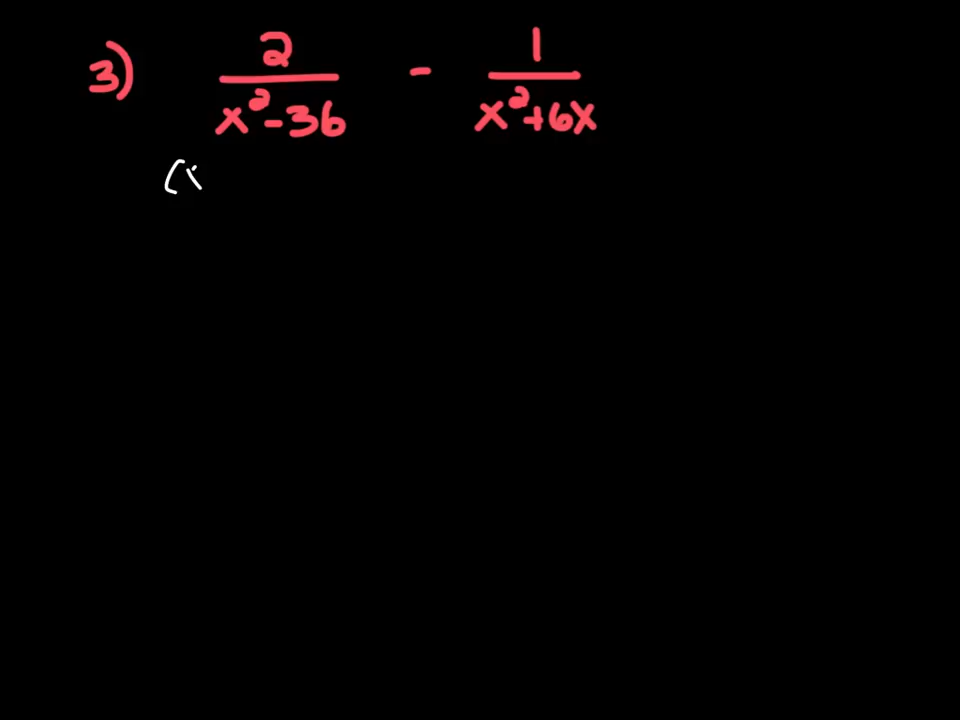 3) 2/(x²-36) - 1/(x²+6x)
(